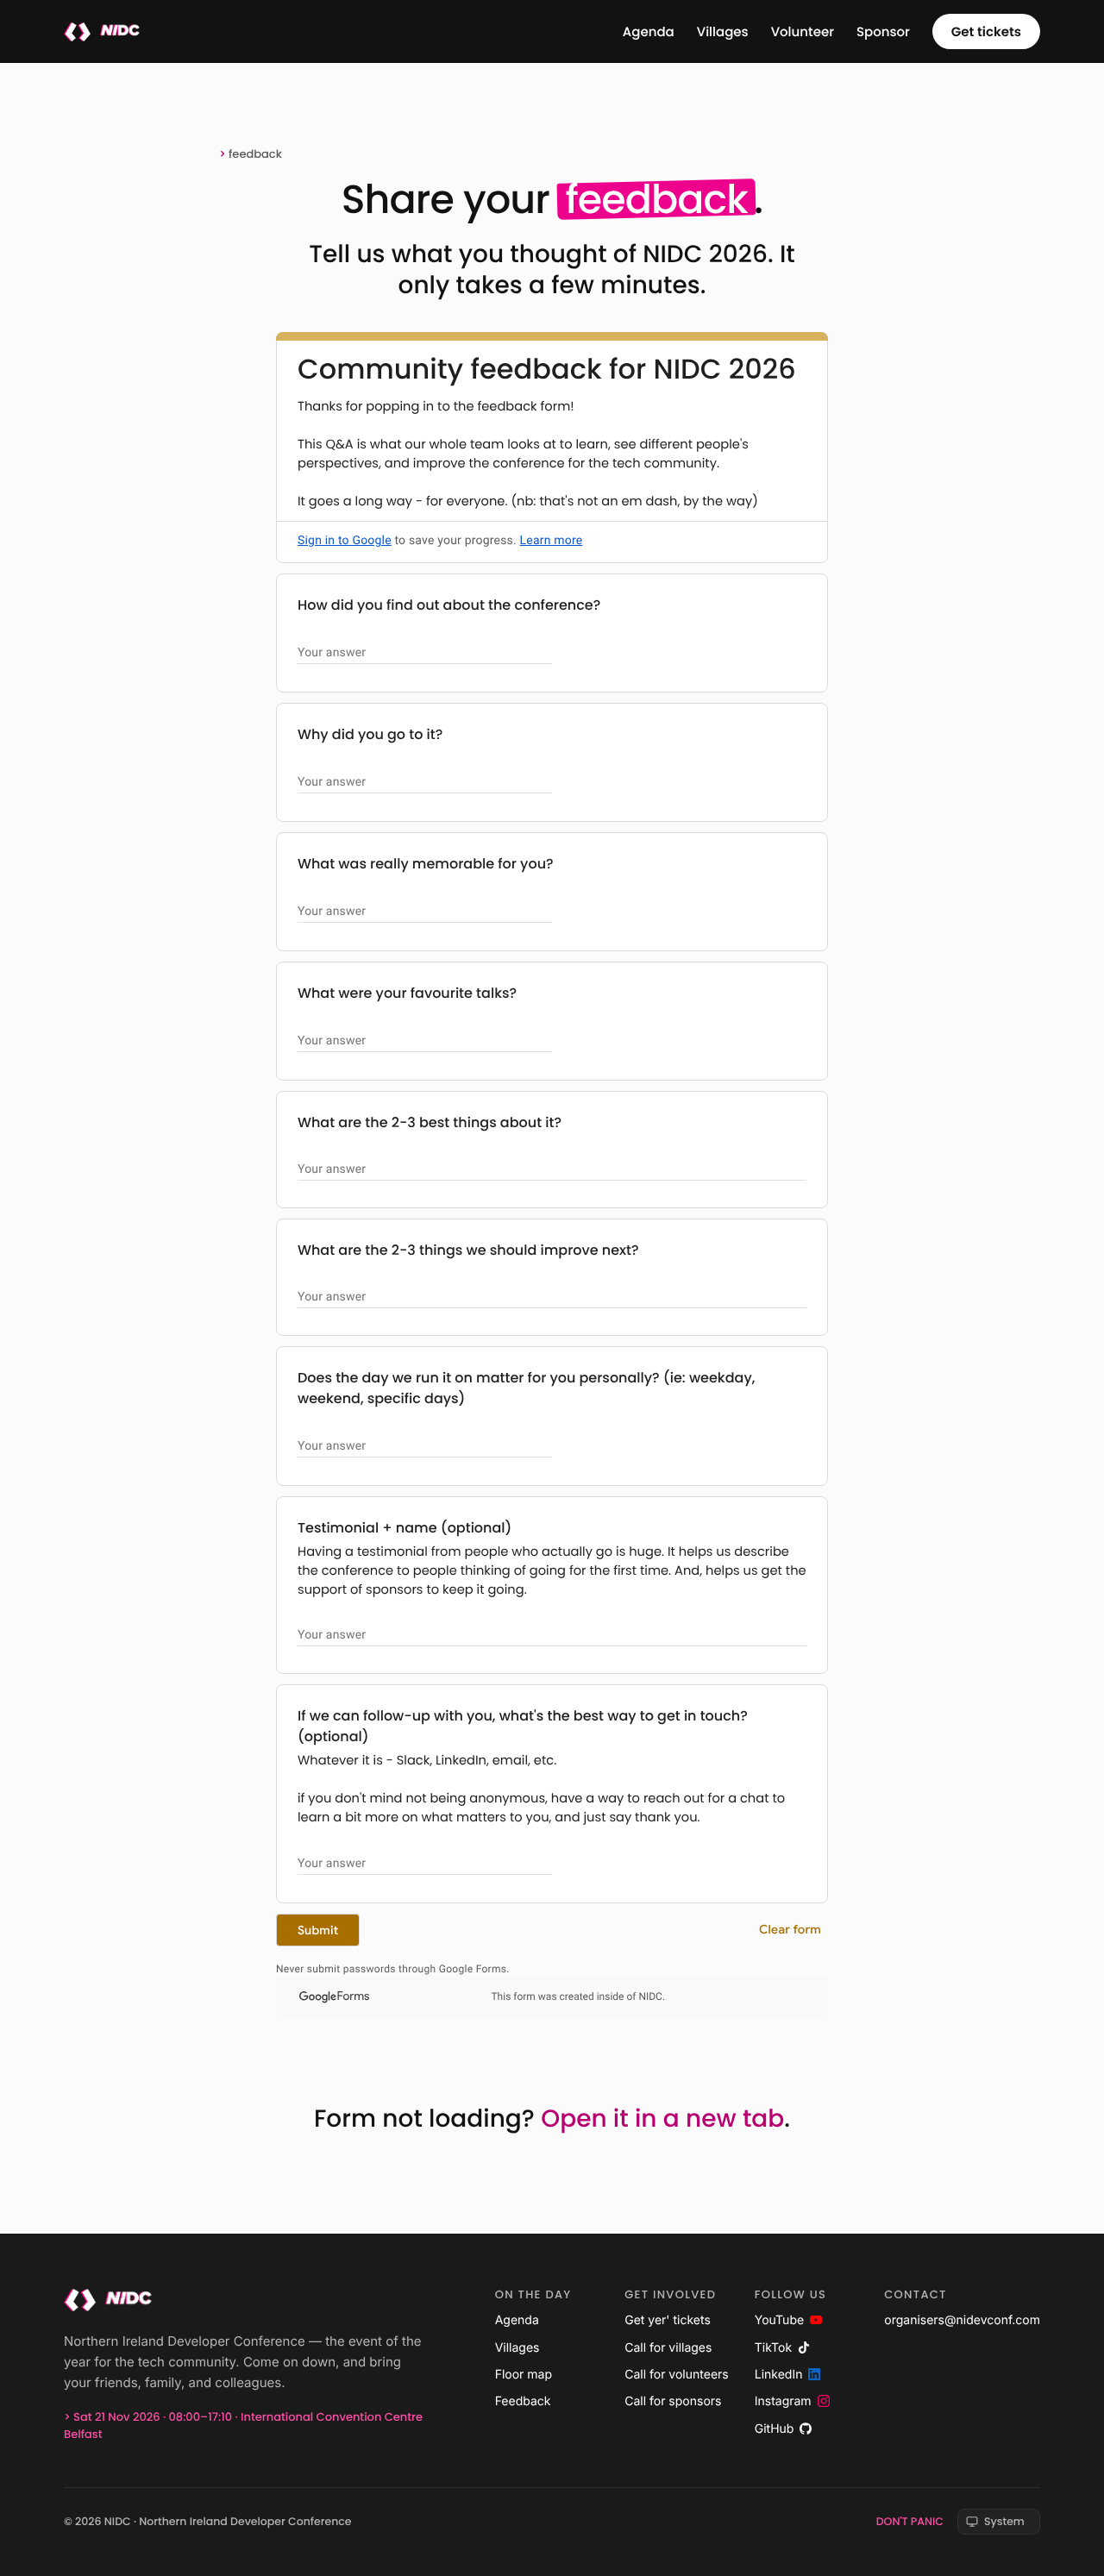 NIDC
Agenda
Villages
Volunteer
Sponsor
Get tickets
> feedback
Share your feedback.
Tell us what you thought of NIDC 2026. It
only takes a few minutes.
Community feedback for NIDC 2026
Thanks for popping in to the feedback form!
This Q&A is what our whole team looks at to learn, see different people's
perspectives, and improve the conference for the tech community.
It goes a long way - for everyone. (nb: that's not an em dash, by the way)
Sign in to Google to save your progress. Learn more
How did you find out about the conference?
Your answer
Why did you go to it?
Your answer
What was really memorable for you?
Your answer
What were your favourite talks?
Your answer
What are the 2-3 best things about it?
Your answer
What are the 2-3 things we should improve next?
Your answer
Does the day we run it on matter for you personally? (ie: weekday,
weekend, specific days)
Your answer
Testimonial + name (optional)
Having a testimonial from people who actually go is huge. It helps us describe
the conference to people thinking of going for the first time. And, helps us get the
support of sponsors to keep it going.
Your answer
If we can follow-up with you, what's the best way to get in touch?
(optional)
Whatever it is - Slack, LinkedIn, email, etc.
if you don't mind not being anonymous, have a way to reach out for a chat to
learn a bit more on what matters to you, and just say thank you.
Your answer
Submit
Clear form
Never submit passwords through Google Forms.
Google Forms
This form was created inside of NIDC.
Form not loading? Open it in a new tab.
NIDC
Northern Ireland Developer Conference — the event of the
year for the tech community. Come on down, and bring
your friends, family, and colleagues.
> Sat 21 Nov 2026 · 08:00–17:10 · International Convention Centre
Belfast
ON THE DAY
Agenda
Villages
Floor map
Feedback
GET INVOLVED
Get yer' tickets
Call for villages
Call for volunteers
Call for sponsors
FOLLOW US
YouTube
TikTok
LinkedIn
Instagram
GitHub
CONTACT
organisers@nidevconf.com
© 2026 NIDC · Northern Ireland Developer Conference
DON'T PANIC
System